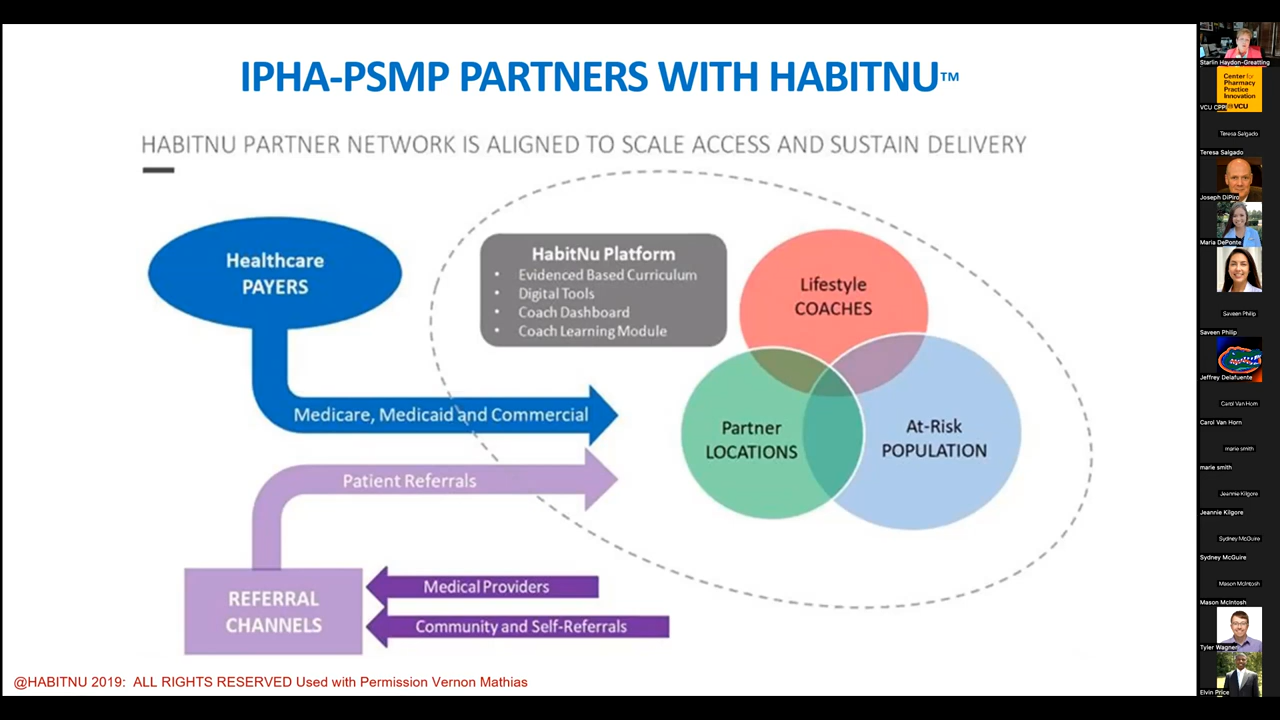 IPHA-PSMP PARTNERS WITH HABITNU™
HABITNU PARTNER NETWORK IS ALIGNED TO SCALE ACCESS AND SUSTAIN DELIVERY
Healthcare
PAYERS
HabitNu Platform
• Evidenced Based Curriculum
• Digital Tools
• Coach Dashboard
• Coach Learning Module
Lifestyle
COACHES
Partner
LOCATIONS
At-Risk
POPULATION
Medicare, Medicaid and Commercial
Patient Referrals
REFERRAL
CHANNELS
Medical Providers
Community and Self-Referrals
@HABITNU 2019: ALL RIGHTS RESERVED Used with Permission Vernon Mathias
Starlin Haydon-Greatting
Center for
Pharmacy
Practice
Innovation
@VCU
VCU CPPI
Teresa Salgado
Teresa Salgado
Joseph DiPiro
Maria DePonte
Saveen Philip
Saveen Philip
Jeffrey Delafuente
Carol Van Horn
Carol Van Horn
marie smith
marie smith
Jeannie Kilgore
Jeannie Kilgore
Sydney McGuire
Sydney McGuire
Mason McIntosh
Mason McIntosh
Tyler Wagner
Elvin Price